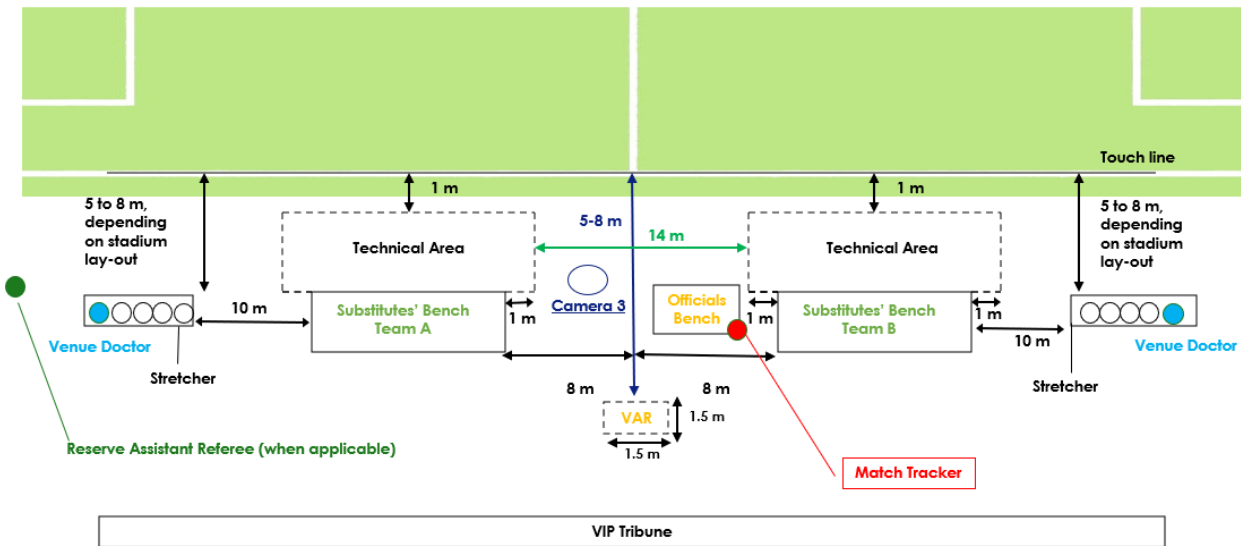 Touch line
1 m
1 m
5 to 8 m,
depending
on stadium
lay-out
5-8 m
5 to 8 m,
depending
on stadium
lay-out
14 m
Technical Area
Technical Area
Camera 3
Officials
Bench
Substitutes' Bench
Team A
Substitutes' Bench
Team B
10 m
1 m
1 m
1 m
10 m
Venue Doctor
Venue Doctor
Stretcher
Stretcher
8 m
8 m
VAR
1.5 m
1.5 m
Reserve Assistant Referee (when applicable)
Match Tracker
VIP Tribune